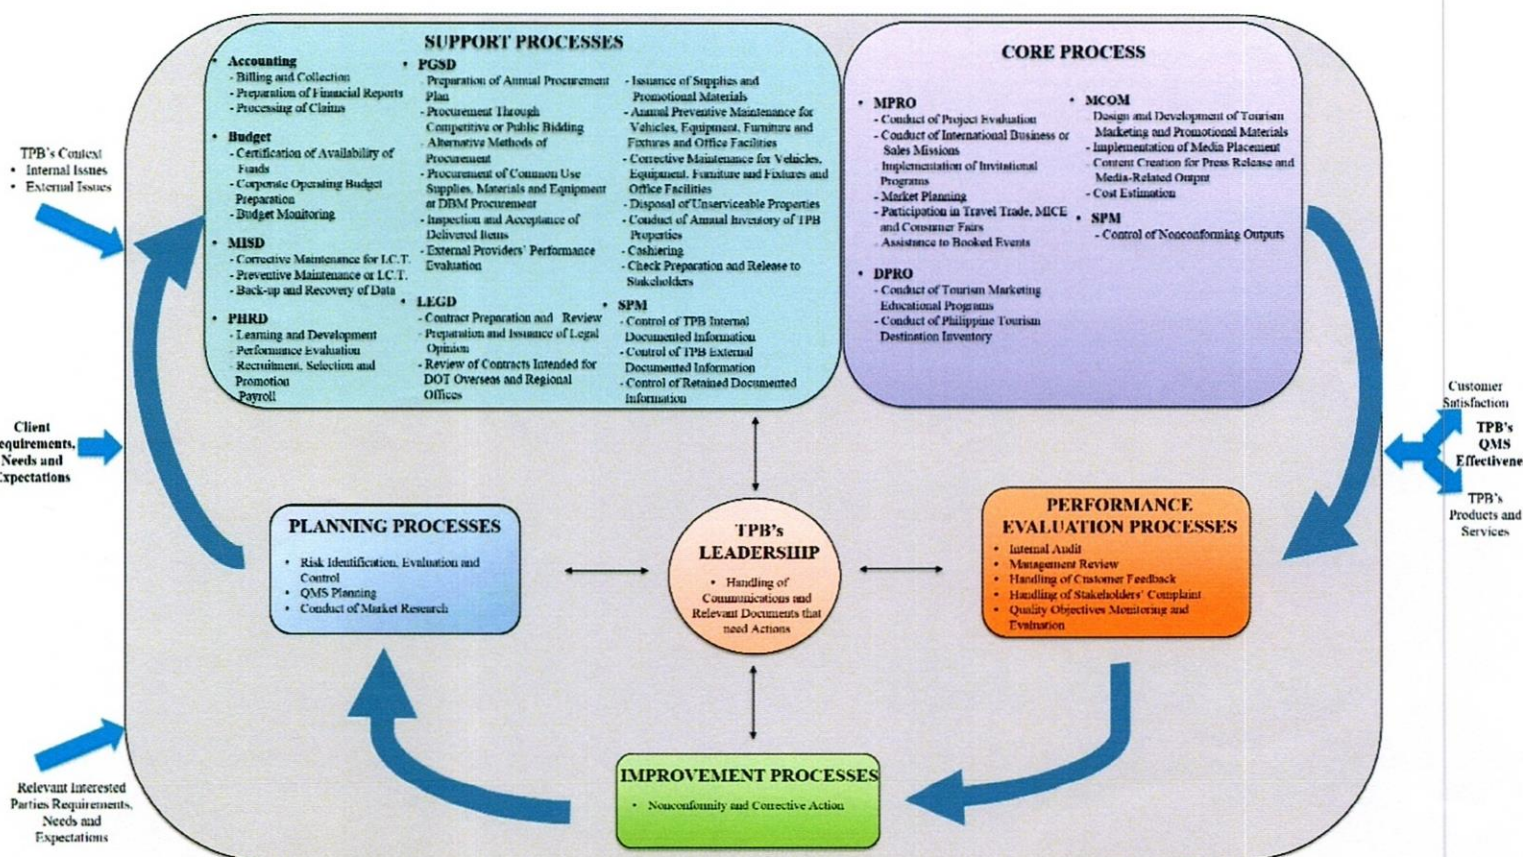 SUPPORT PROCESSES
• Accounting
- Billing and Collection
- Preparation of Financial Reports
- Processing of Claims
• Budget
- Certification of Availability of
Funds
- Corporate Operating Budget
Preparation
- Budget Monitoring
• MISD
- Corrective Maintenance for I.C.T.
- Preventive Maintenance or I.C.T.
- Back-up and Recovery of Data
• PHRD
- Learning and Development
- Performance Evaluation
- Recruitment, Selection and
Promotion
Payroll
• PGSD
- Preparation of Annual Procurement
Plan
- Procurement Through
Competitive or Public Bidding
- Alternative Methods of
Procurement
- Procurement of Common Use
Supplies, Materials and Equipment
at DBM Procurement
- Inspection and Acceptance of
Delivered Items
- External Providers' Performance
Evaluation
• LEGD
- Contract Preparation and Review
- Preparation and Issuance of Legal
Opinion
- Review of Contracts Intended for
DOT Overseas and Regional
Offices
- Issuance of Supplies and
Promotional Materials
- Annual Preventive Maintenance for
Vehicles, Equipment, Furniture and
Fixtures and Office Facilities
- Corrective Maintenance for Vehicles,
Equipment, Furniture and Fixtures and
Office Facilities
- Disposal of Unserviceable Properties
- Conduct of Annual Inventory of TPB
Properties
- Cashiering
- Check Preparation and Release to
Stakeholders
• SPM
- Control of TPB Internal
Documented Information
- Control of TPB External
Documented Information
- Control of Retained Documented
Information
CORE PROCESS
• MPRO
- Conduct of Project Evaluation
- Conduct of International Business or
Sales Missions
Implementation of Invitational
Programs
- Market Planning
- Participation in Travel Trade, MICE
and Consumer Fairs
- Assistance to Booked Events
• DPRO
- Conduct of Tourism Marketing
Educational Programs
- Conduct of Philippine Tourism
Destination Inventory
• MCOM
Design and Development of Tourism
Marketing and Promotional Materials
- Implementation of Media Placement
Content Creation for Press Release and
Media-Related Output
- Cost Estimation
• SPM
- Control of Nonconforming Outputs
TPB's Context
• Internal Issues
• External Issues
Client
equirements,
Needs and
xpectations
Relevant Interested
Parties Requirements,
Needs and
Expectations
PLANNING PROCESSES
• Risk Identification, Evaluation and
Control
• QMS Planning
• Conduct of Market Research
TPB's
LEADERSHIP
• Handling of
Communications and
Relevant Documents that
need Actions
PERFORMANCE
EVALUATION PROCESSES
• Internal Audit
• Management Review
• Handling of Customer Feedback
• Handling of Stakeholders' Complaint
• Quality Objectives Monitoring and
Evaluation
IMPROVEMENT PROCESSES
• Nonconformity and Corrective Action
Customer
Satisfaction
TPB's
QMS
Effectivene
TPB's
Products and
Services